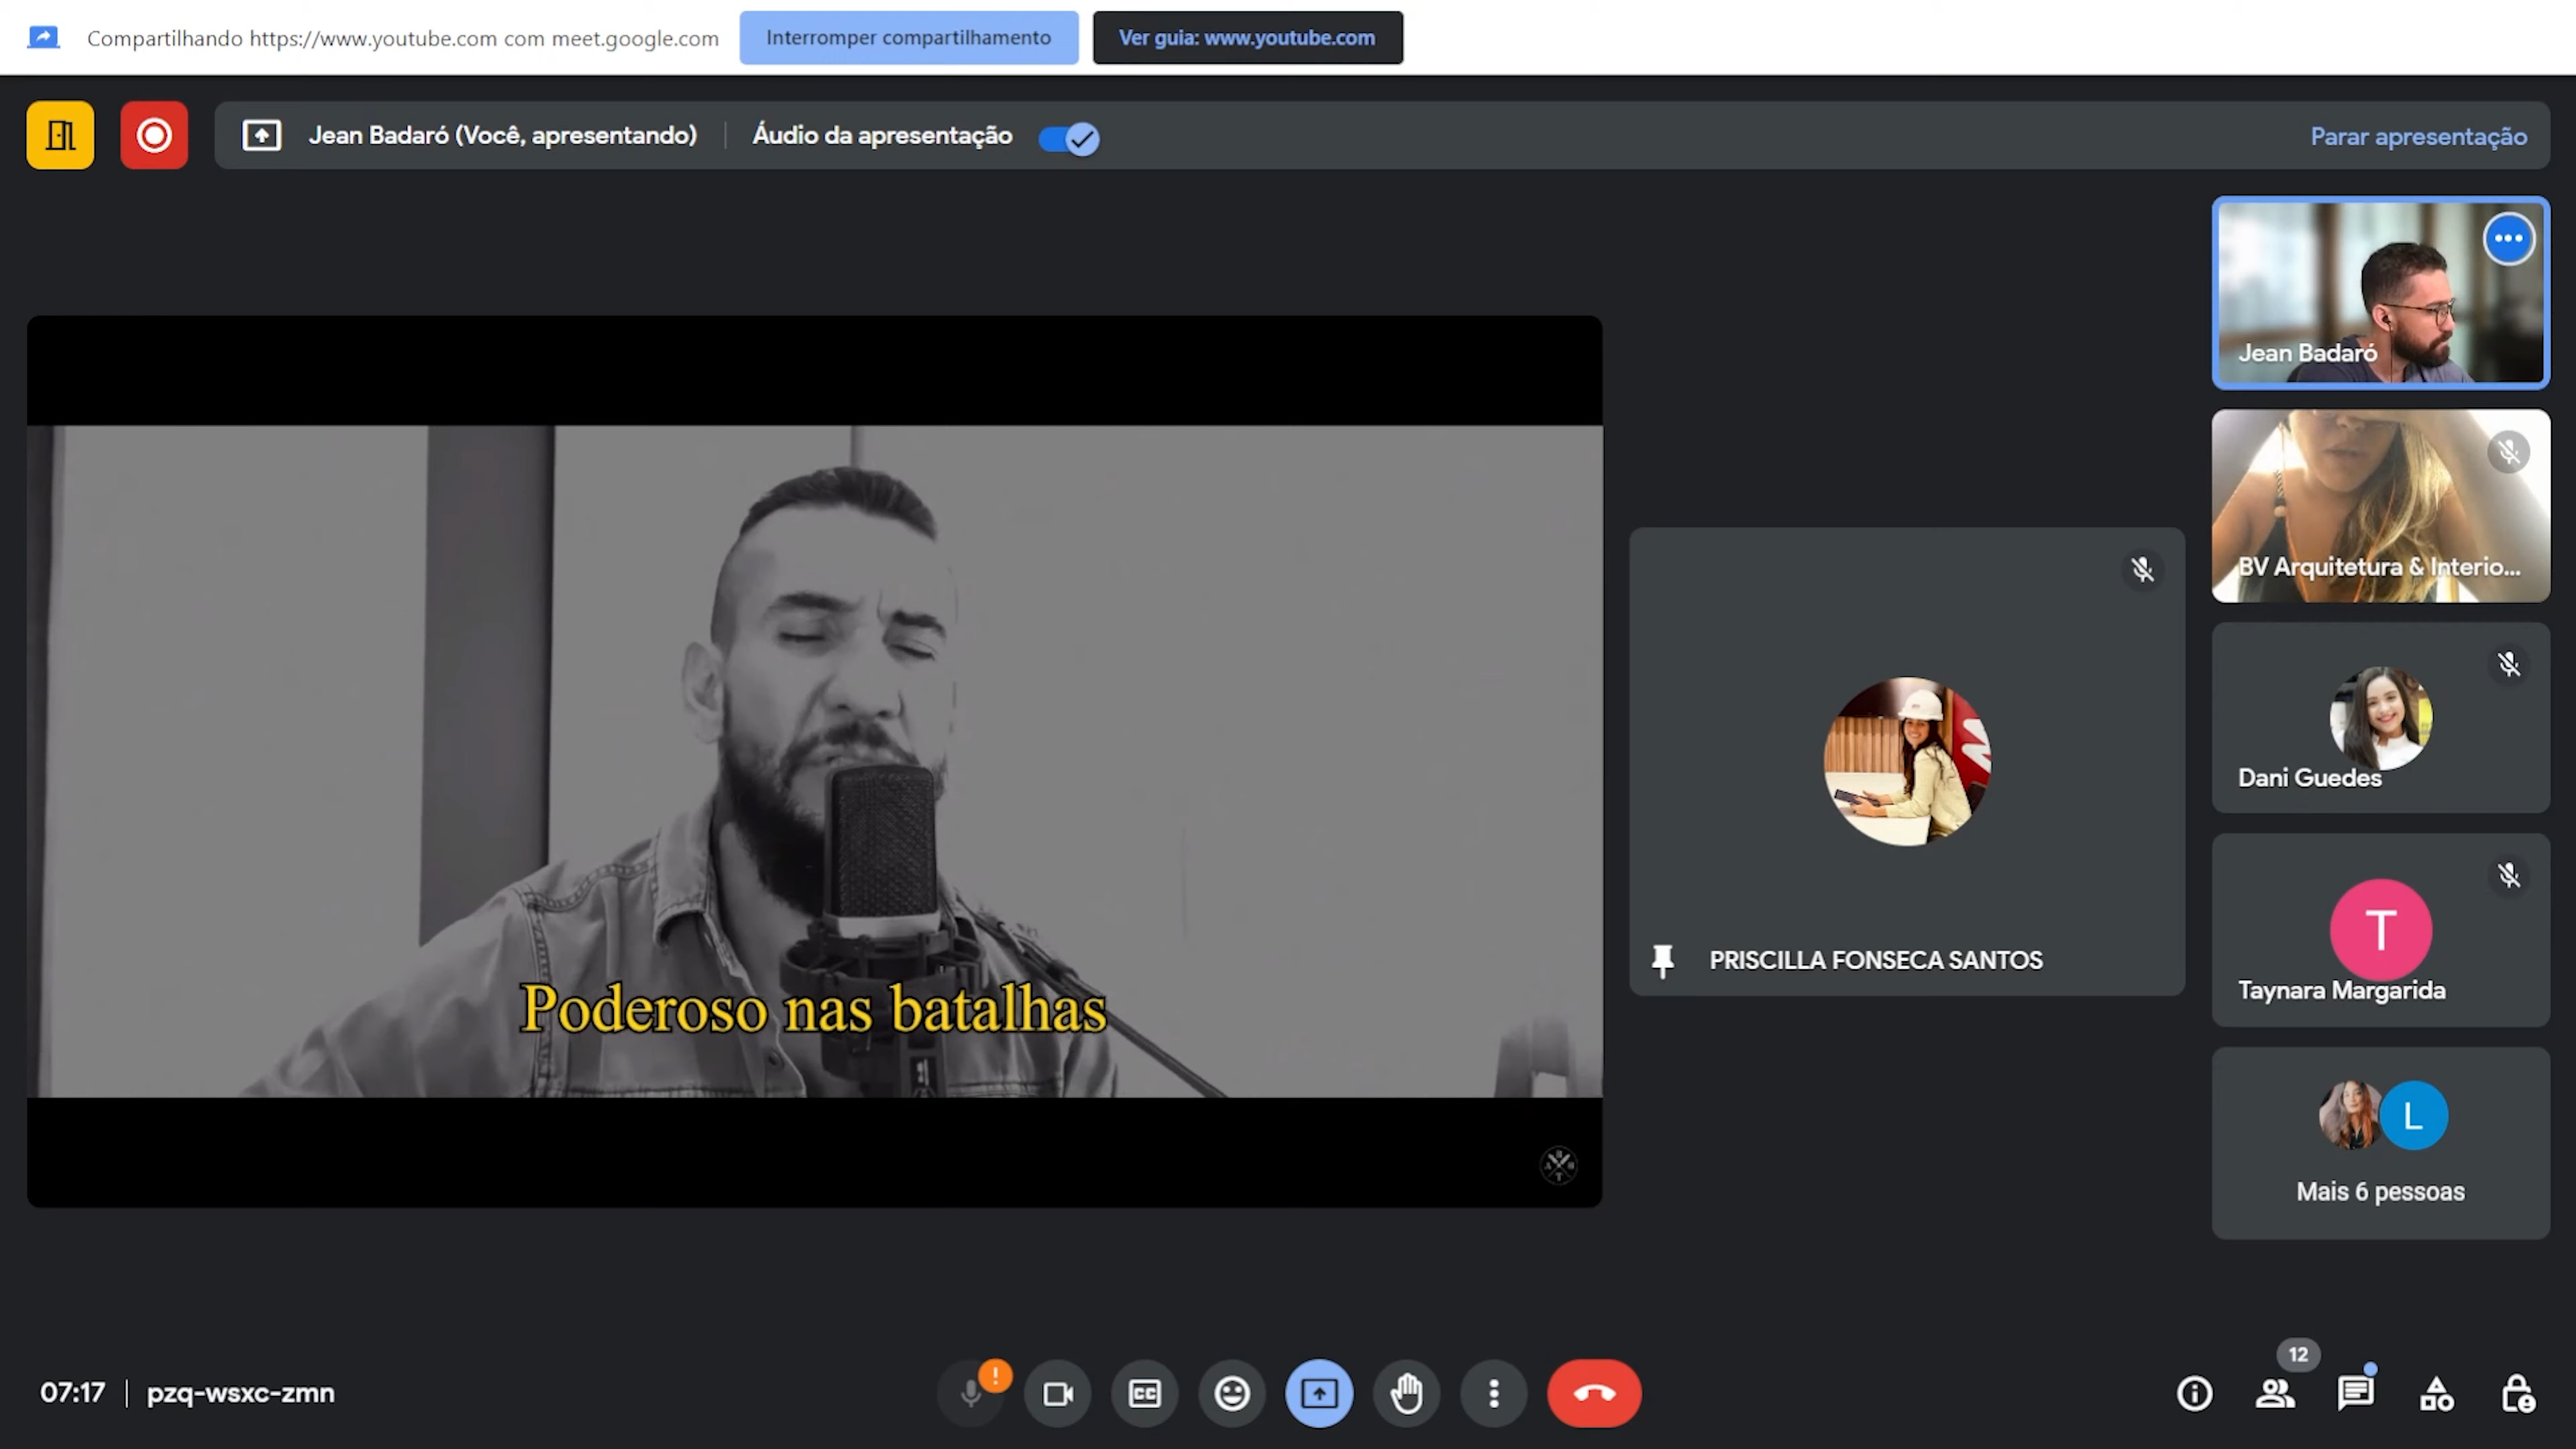 Compartilhando https://www.youtube.com com meet.google.com
Interromper compartilhamento
Ver guia: www.youtube.com
Jean Badaró (Você, apresentando)
Áudio da apresentação
Parar apresentação
Jean Badaró
BV Arquitetura & Interio...
Dani Guedes
T
Taynara Margarida
L
Mais 6 pessoas
PRISCILLA FONSECA SANTOS
Poderoso nas batalhas
07:17
pzq-wsxc-zmn
!
CC
12